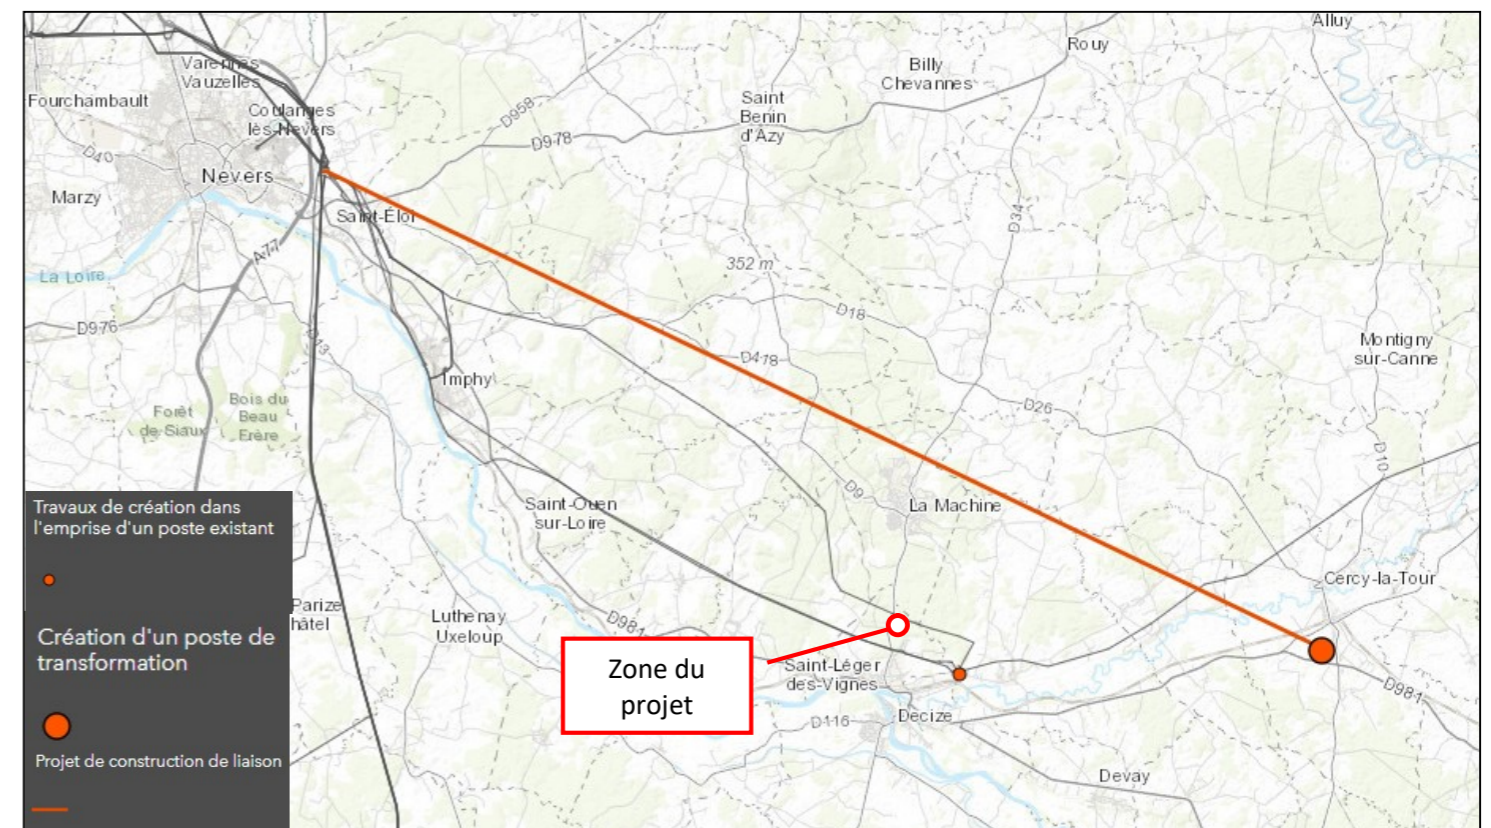 Alluy
Rouy
Varennes
Vauzelles
Billy
Chevannes
Fourchambault
Coulanges
lès-Nevers
Saint
Benin
d'Azy
D958
D978
D40
Nevers
Marzy
Saint-Éloi
D34
A77
La Loire
352 m
D18
D976
D13
Montigny
sur-Canne
D478
Imphy
Bois du
Beau
Frère
Forêt
de Siaux
D26
D10
Travaux de création dans
l'emprise d'un poste existant
Saint-Ouen
sur-Loire
D9
La Machine
Cercy-la-Tour
Parize
hâtel
Luthenay
Uxeloup
D981
Création d'un poste de
transformation
Zone du
projet
Saint-Léger
des-Vignes
D981
D116
Decize
Projet de construction de liaison
Devay